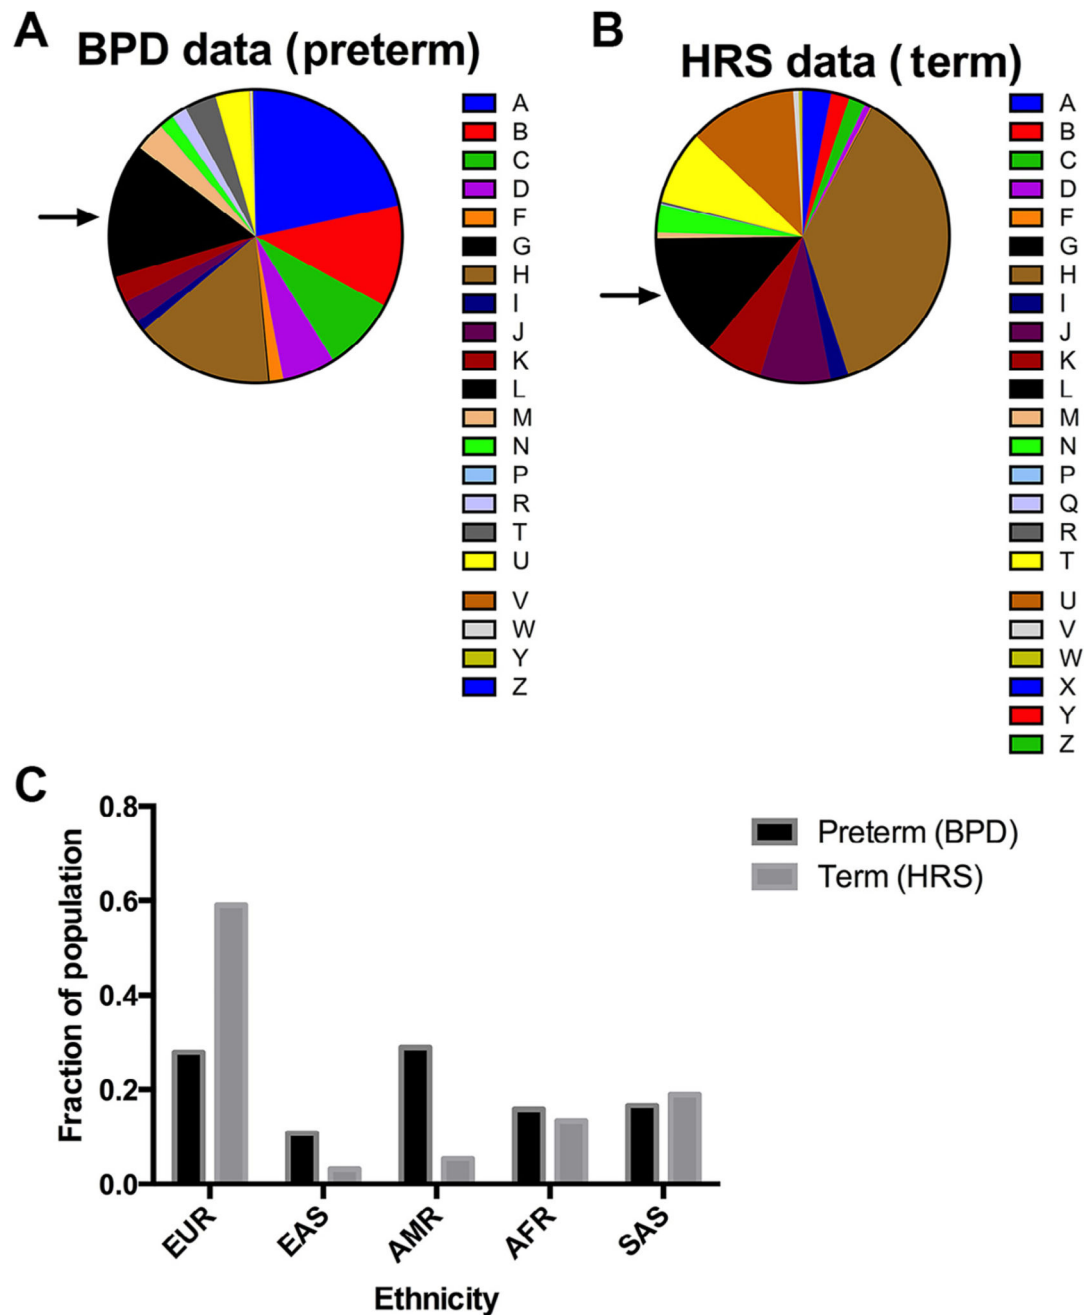 A
BPD data (preterm)
A
B
C
D
F
G
H
I
J
K
L
M
N
P
R
T
U
V
W
Y
Z
B
HRS data (term)
A
B
C
D
F
G
H
I
J
K
L
M
N
P
Q
R
T
U
V
W
X
Y
Z
C
Fraction of population
0.8
0.6
0.4
0.2
0.0
EUR
EAS
AMR
AFR
SAS
Ethnicity
Preterm (BPD)
Term (HRS)